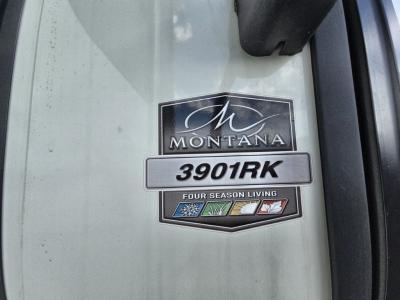 M
MONTANA
3901RK
FOUR SEASON LIVING